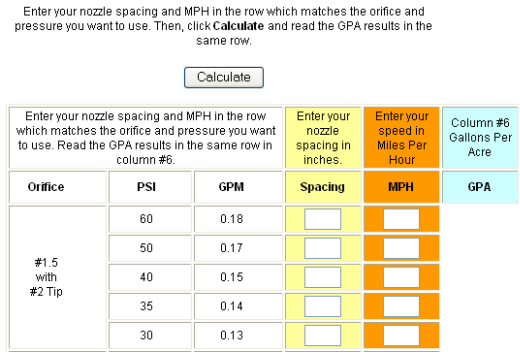 Enter your nozzle spacing and MPH in the row which matches the orifice and
pressure you want to use. Then, click Calculate and read the GPA results in the
same row.
Calculate
Enter your nozzle spacing and MPH in the row
which matches the orifice and pressure you want
to use. Read the GPA results in the same row in
column #6.
Enter your
nozzle
spacing in
inches.
Enter your
speed in
Miles Per
Hour
Column #6
Gallons Per
Acre
Orifice PSI GPM Spacing MPH GPA
#1.5
with
#2 Tip
60 0.18
50 0.17
40 0.15
35 0.14
30 0.13